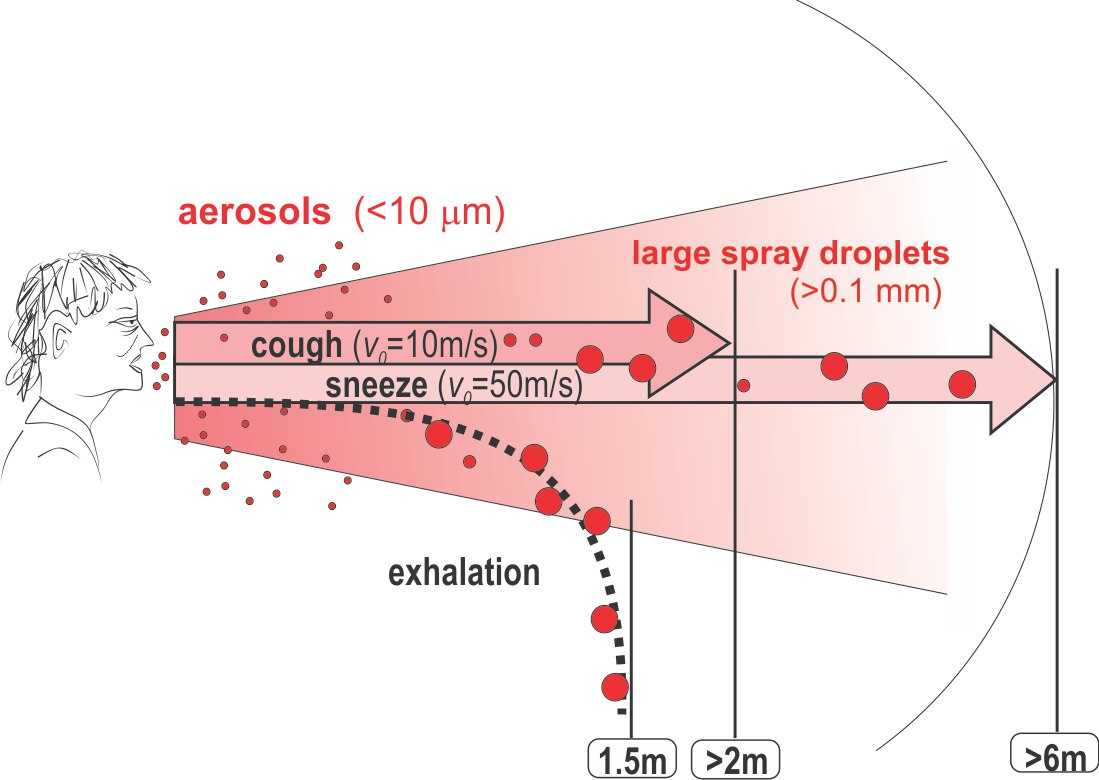 aerosols (<10 μm)
large spray droplets
(>0.1 mm)
cough (v₀=10m/s)
sneeze (v₀=50m/s)
exhalation
1.5m
>2m
>6m